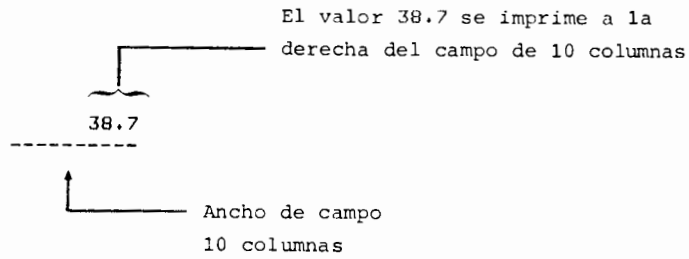 El valor 38.7 se imprime a la
derecha del campo de 10 columnas
38.7
----------
Ancho de campo
10 columnas